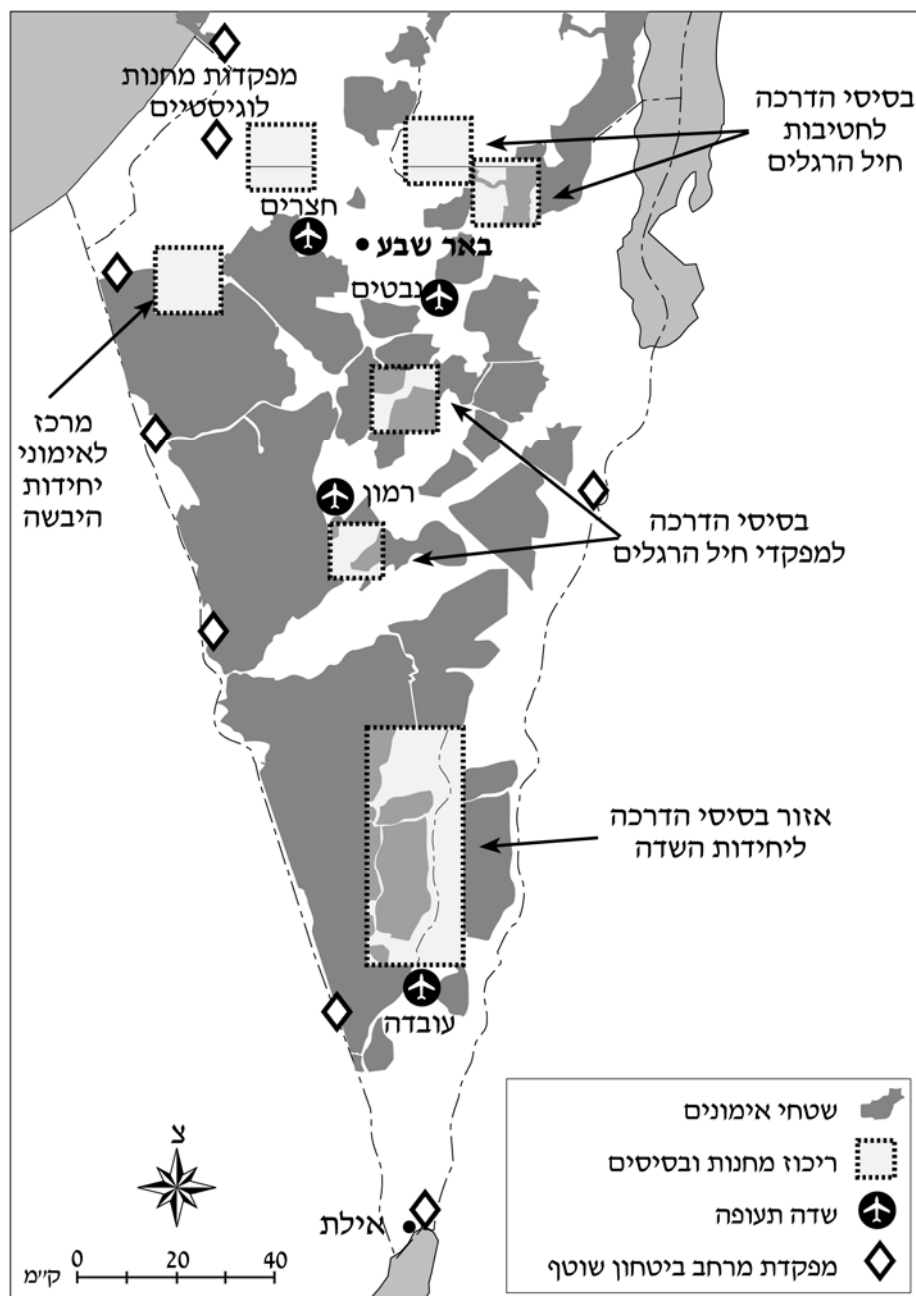 מפקדות מחנות
לוגיסטיים
בסיסי הדרכה
לחטיבות
חיל הרגלים
חצרים
באר שבע
נבטים
מרכז
לאימוני
יחידות
היבשה
רמון
בסיסי הדרכה
למפקדי חיל הרגלים
אזור בסיסי הדרכה
ליחידות השדה
עובדה
שטחי אימונים
ריכוז מחנות ובסיסים
שדה תעופה
מפקדת מרחב ביטחון שוטף
צ
אילת
0 20 40
ק״מ